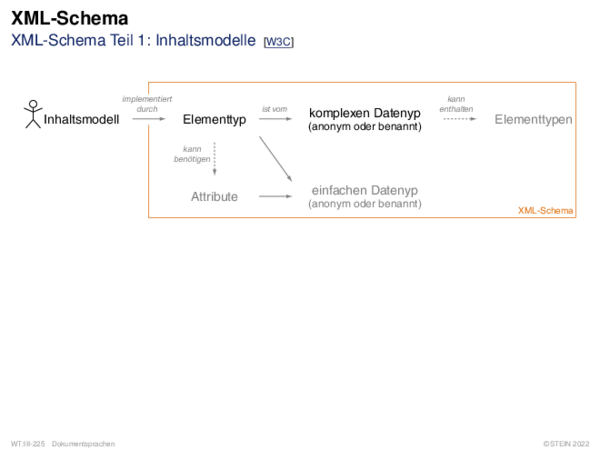 XML-Schema
XML-Schema Teil 1: Inhaltsmodelle [W3C]
implementiert
durch
ist vom
kann
enthalten
Inhaltsmodell
Elementtyp
komplexen Datenyp
(anonym oder benannt)
Elementtypen
kann
benötigen
Attribute
einfachen Datenyp
(anonym oder benannt)
XML-Schema
WT:III-225 Dokumentsprachen
©STEIN 2022